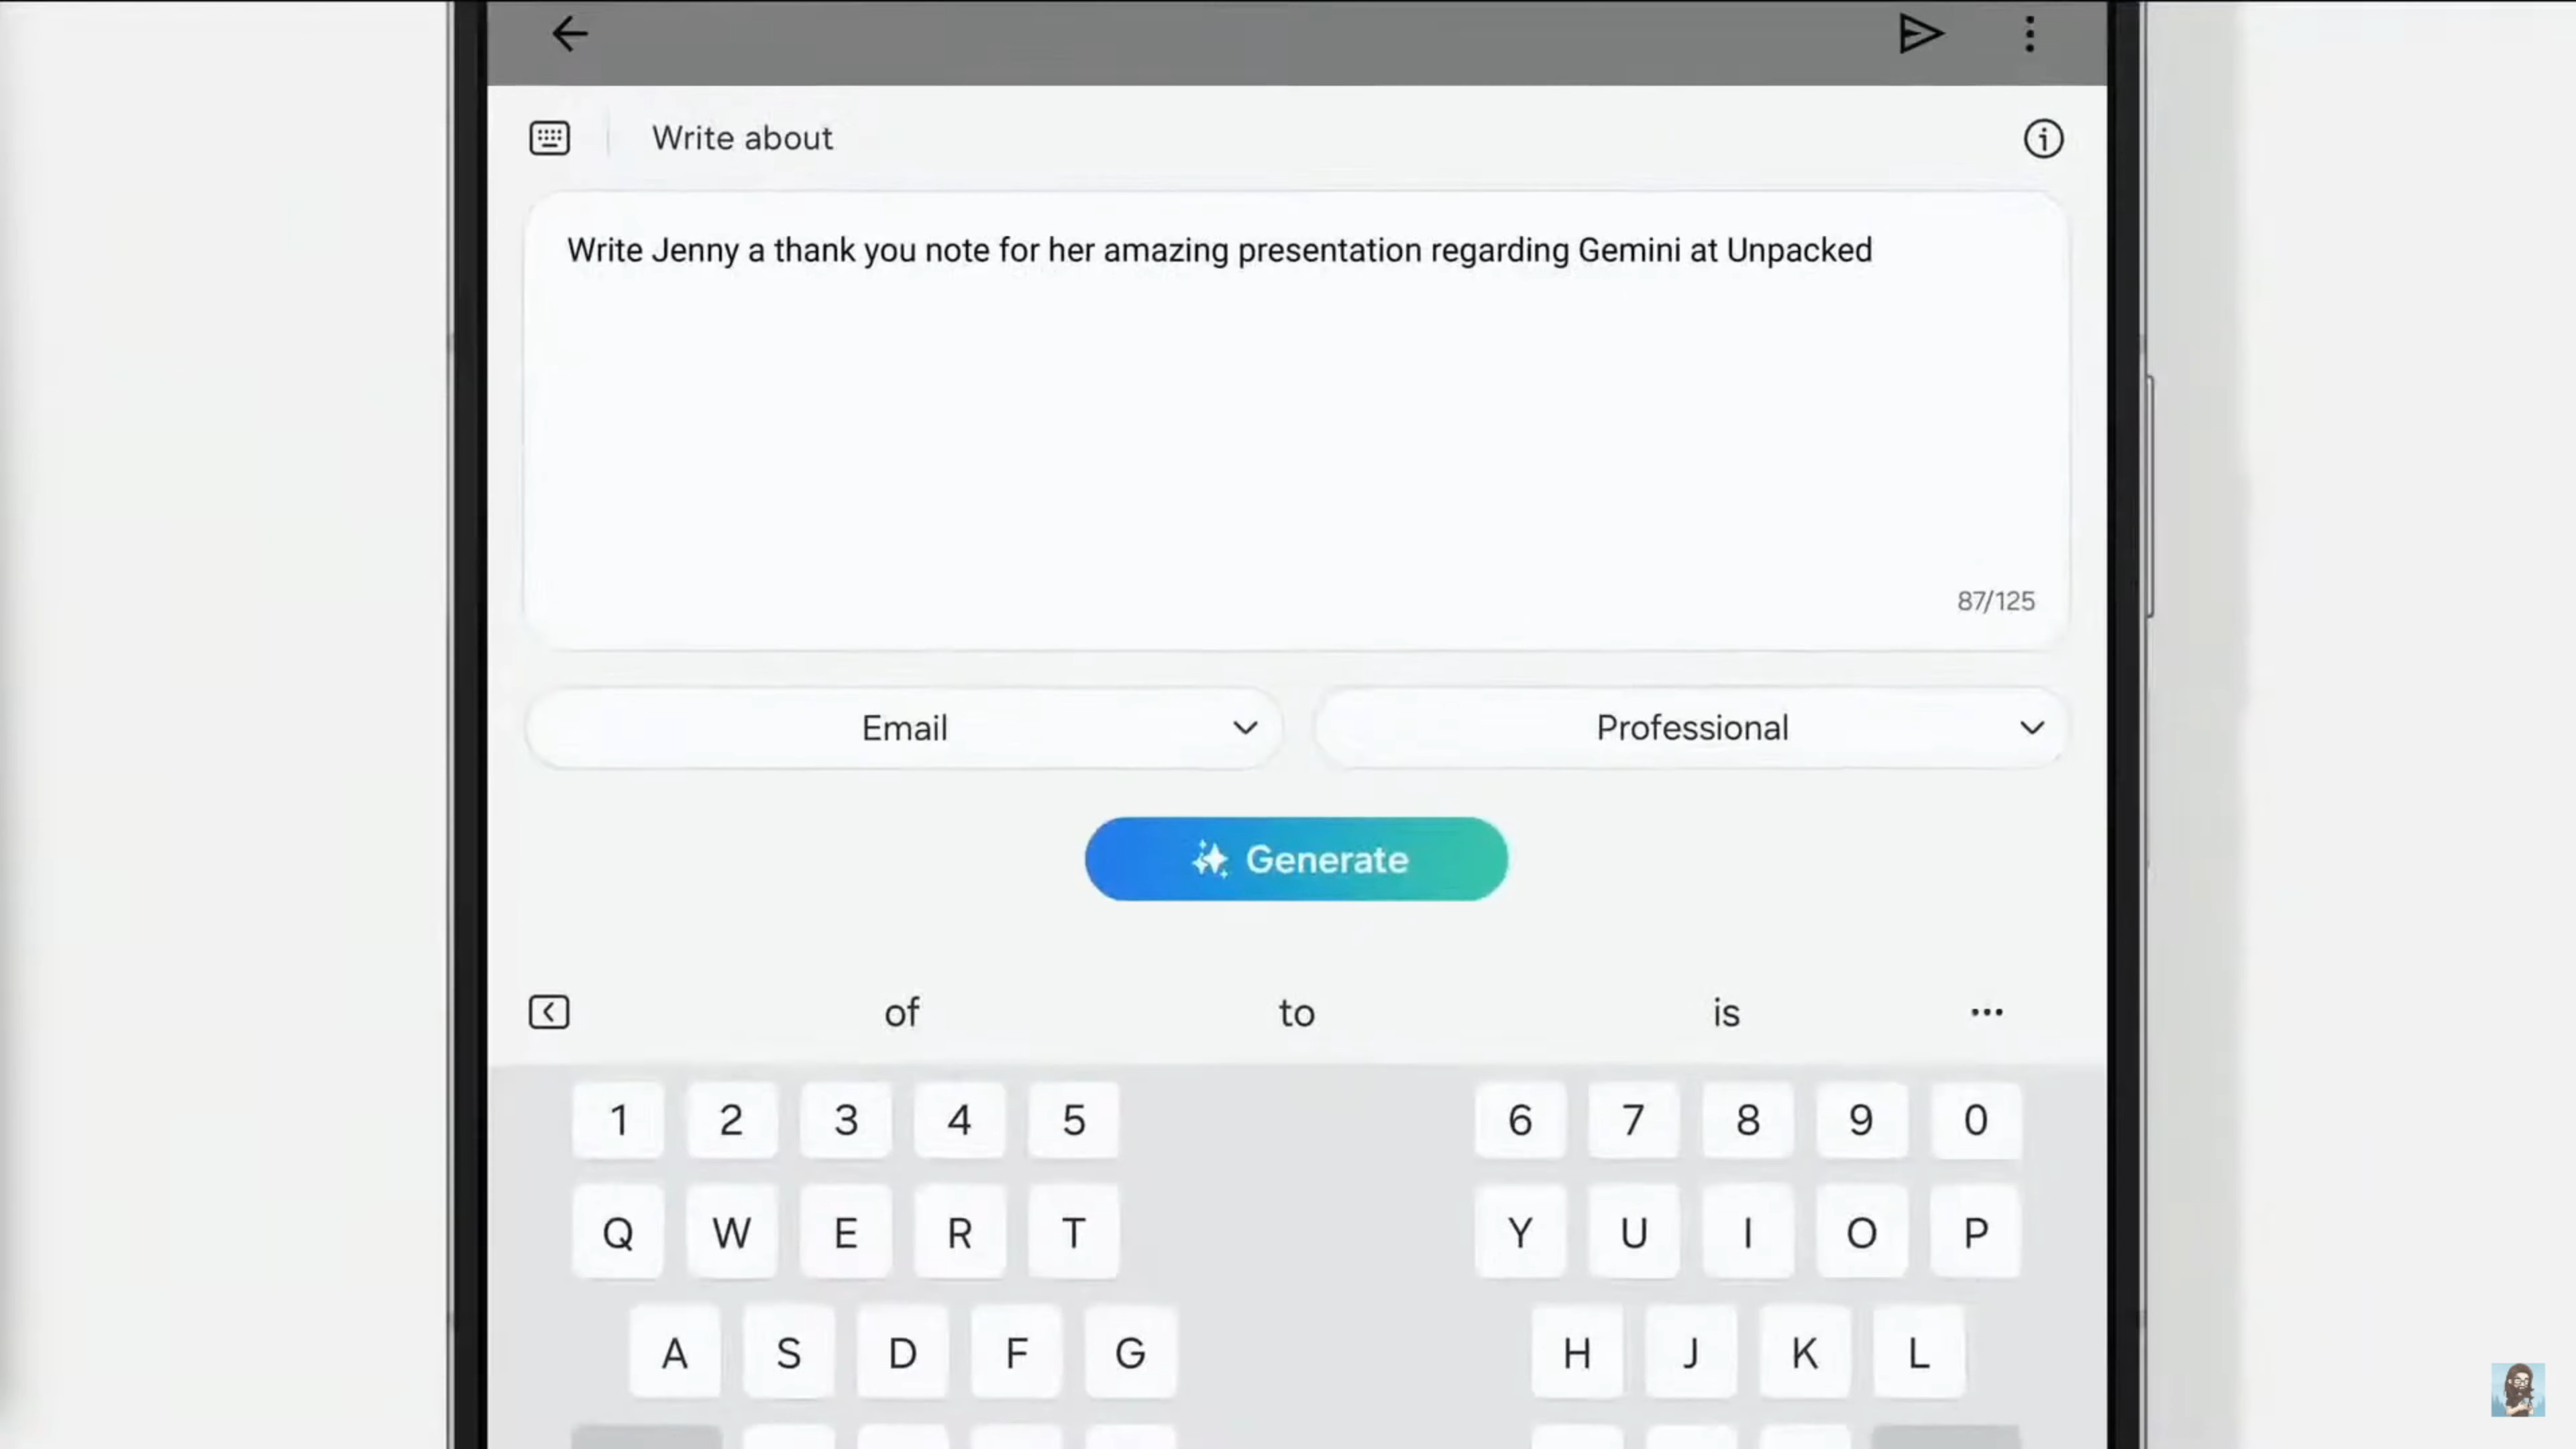 Write about
Write Jenny a thank you note for her amazing presentation regarding Gemini at Unpacked
87/125
Email
Professional
Generate
of to is
1 2 3 4 5 6 7 8 9 0
Q W E R T Y U I O P
A S D F G H J K L